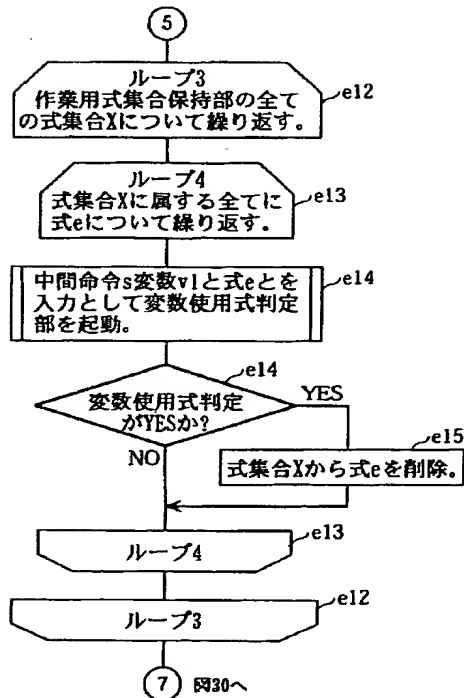 5
ループ3
作業用式集合保持部の全て
の式集合Xについて繰り返す。
e12
ループ4
式集合Xに属する全てに
式eについて繰り返す。
e13
中間命令s変数v1と式eとを
入力として変数使用式判定
部を起動。
e14
変数使用式判定
がYESか?
e14
YES
NO
式集合Xから式eを削除。
e15
ループ4
e13
ループ3
e12
7 図30へ